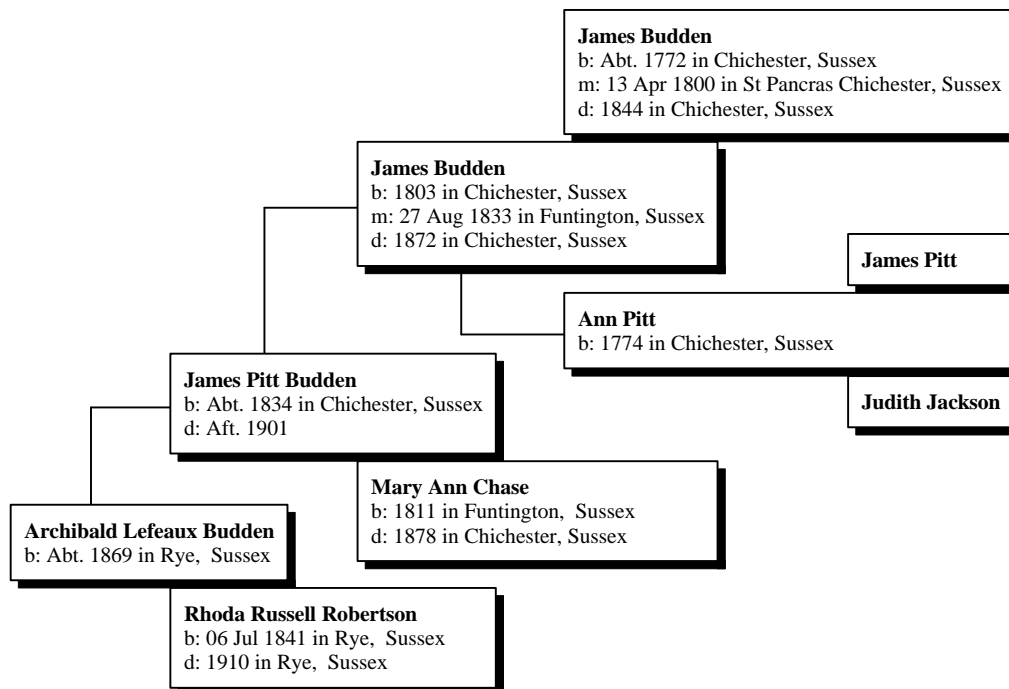 James Budden
b: Abt. 1772 in Chichester, Sussex
m: 13 Apr 1800 in St Pancras Chichester, Sussex
d: 1844 in Chichester, Sussex
James Budden
b: 1803 in Chichester, Sussex
m: 27 Aug 1833 in Funtington, Sussex
d: 1872 in Chichester, Sussex
James Pitt
Ann Pitt
b: 1774 in Chichester, Sussex
James Pitt Budden
b: Abt. 1834 in Chichester, Sussex
d: Aft. 1901
Judith Jackson
Mary Ann Chase
b: 1811 in Funtington,  Sussex
d: 1878 in Chichester, Sussex
Archibald Lefeaux Budden
b: Abt. 1869 in Rye,  Sussex
Rhoda Russell Robertson
b: 06 Jul 1841 in Rye,  Sussex
d: 1910 in Rye,  Sussex